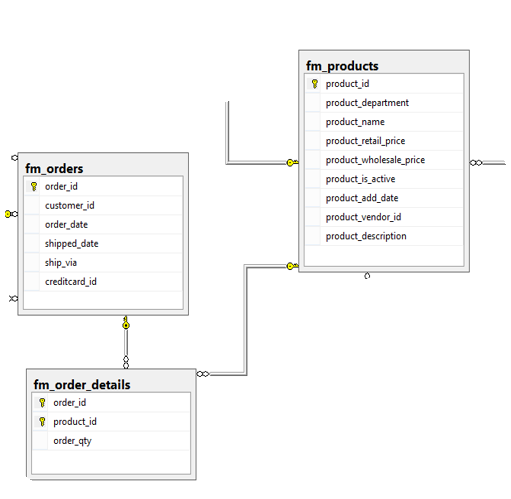 fm_products
product_id
product_department
product_name
product_retail_price
product_wholesale_price
product_is_active
product_add_date
product_vendor_id
product_description
fm_orders
order_id
customer_id
order_date
shipped_date
ship_via
creditcard_id
fm_order_details
order_id
product_id
order_qty